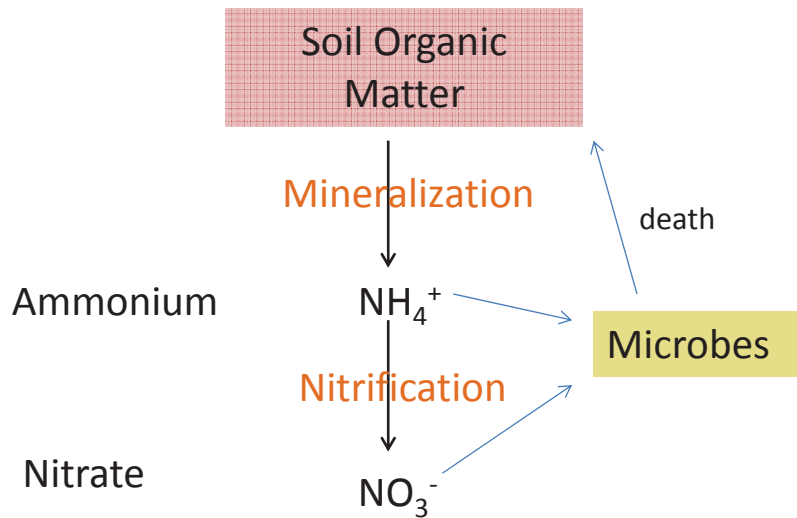 Soil Organic
Matter
Mineralization
death
Ammonium
NH₄⁺
Microbes
Nitrification
Nitrate
NO₃⁻